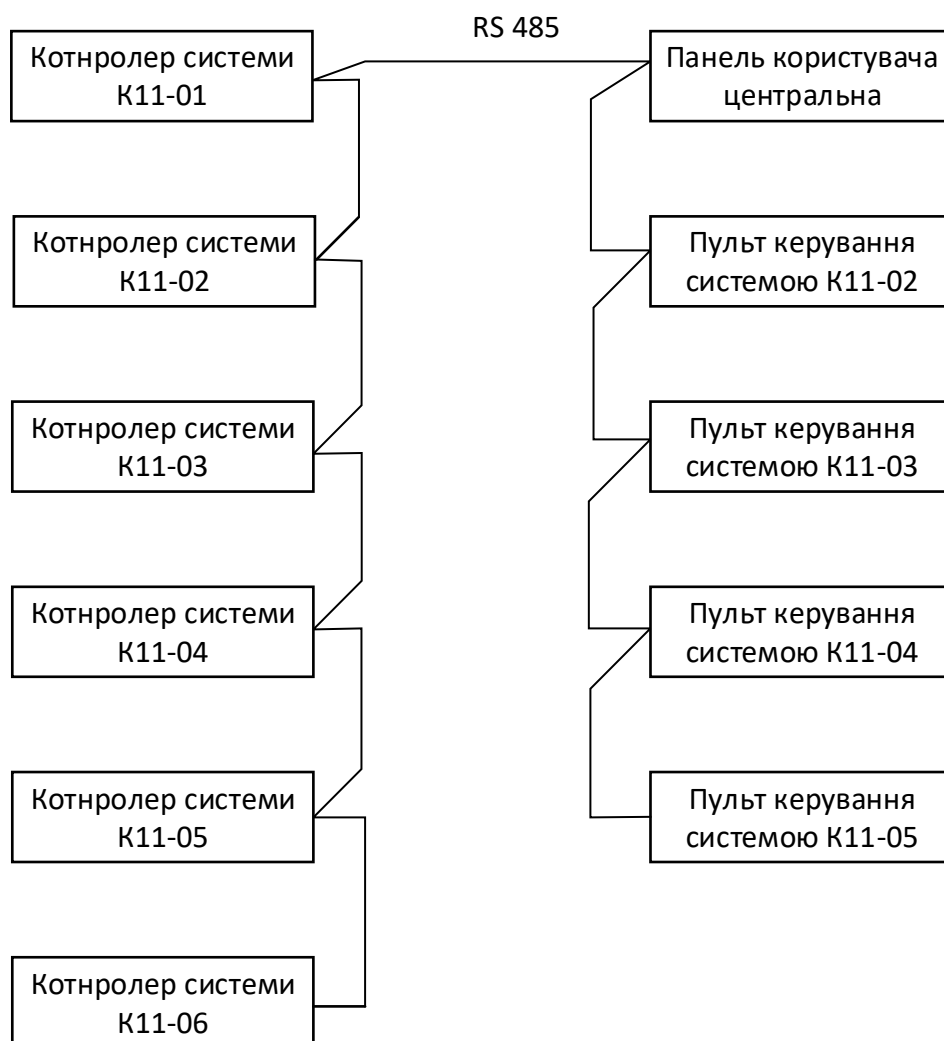 RS 485
Котнролер системи
К11-01
Панель користувача
центральна
Котнролер системи
К11-02
Пульт керування
системою К11-02
Котнролер системи
К11-03
Пульт керування
системою К11-03
Котнролер системи
К11-04
Пульт керування
системою К11-04
Котнролер системи
К11-05
Пульт керування
системою К11-05
Котнролер системи
К11-06